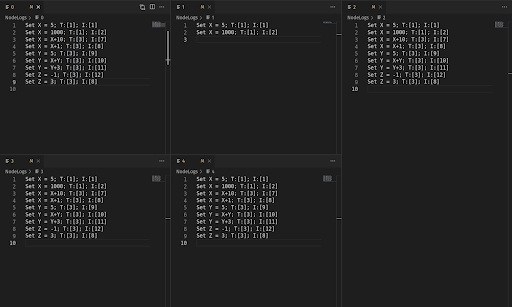 0 M
NodeLogs > 0
1 Set X = 5; T:[1]; I:[1]
2 Set X = 1000; T:[1]; I:[2]
3 Set X = X+10; T:[3]; I:[7]
4 Set X = X+1; T:[3]; I:[8]
5 Set Y = 5; T:[3]; I:[9]
6 Set Y = X+Y; T:[3]; I:[10]
7 Set Y = Y+3; T:[3]; I:[11]
8 Set Z = -1; T:[3]; I:[12]
9 Set Z = 3; T:[3]; I:[8]
10
1 M
NodeLogs > 1
1 Set X = 5; T:[1]; I:[1]
2 Set X = 1000; T:[1]; I:[2]
3
2 M
NodeLogs > 2
1 Set X = 5; T:[1]; I:[1]
2 Set X = 1000; T:[1]; I:[2]
3 Set X = X+10; T:[3]; I:[7]
4 Set X = X+1; T:[3]; I:[8]
5 Set Y = 5; T:[3]; I:[9]
6 Set Y = X+Y; T:[3]; I:[10]
7 Set Y = Y+3; T:[3]; I:[11]
8 Set Z = -1; T:[3]; I:[12]
9 Set Z = 3; T:[3]; I:[8]
10
3 M
NodeLogs > 3
1 Set X = 5; T:[1]; I:[1]
2 Set X = 1000; T:[1]; I:[2]
3 Set X = X+10; T:[3]; I:[7]
4 Set X = X+1; T:[3]; I:[8]
5 Set Y = 5; T:[3]; I:[9]
6 Set Y = X+Y; T:[3]; I:[10]
7 Set Y = Y+3; T:[3]; I:[11]
8 Set Z = -1; T:[3]; I:[12]
9 Set Z = 3; T:[3]; I:[8]
10
4 M
NodeLogs > 4
1 Set X = 5; T:[1]; I:[1]
2 Set X = 1000; T:[1]; I:[2]
3 Set X = X+10; T:[3]; I:[7]
4 Set X = X+1; T:[3]; I:[8]
5 Set Y = 5; T:[3]; I:[9]
6 Set Y = X+Y; T:[3]; I:[10]
7 Set Y = Y+3; T:[3]; I:[11]
8 Set Z = -1; T:[3]; I:[12]
9 Set Z = 3; T:[3]; I:[8]
10